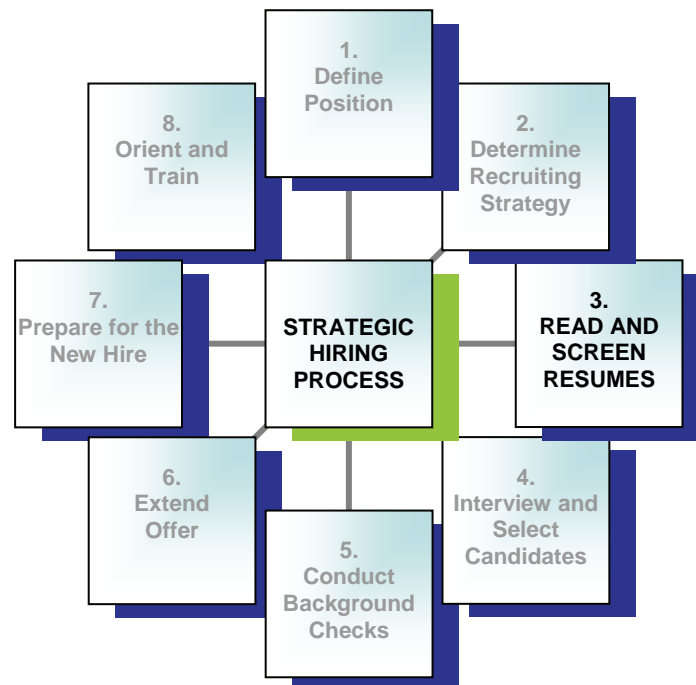 1.
Define
Position
2.
Determine
Recruiting
Strategy
3.
READ AND
SCREEN
RESUMES
4.
Interview and
Select
Candidates
5.
Conduct
Background
Checks
6.
Extend
Offer
7.
Prepare for the
New Hire
8.
Orient and
Train
STRATEGIC
HIRING
PROCESS